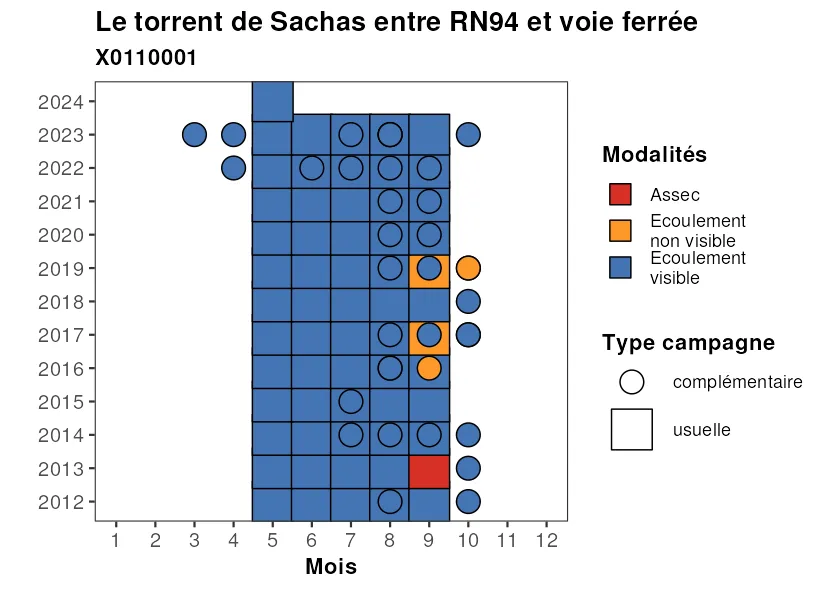 Le torrent de Sachas entre RN94 et voie ferrée
X0110001
2024
2023
2022
2021
2020
2019
2018
2017
2016
2015
2014
2013
2012
1 2 3 4 5 6 7 8 9 10 11 12
Mois
Modalités
Assec
Ecoulement
non visible
Ecoulement
visible
Type campagne
complémentaire
usuelle